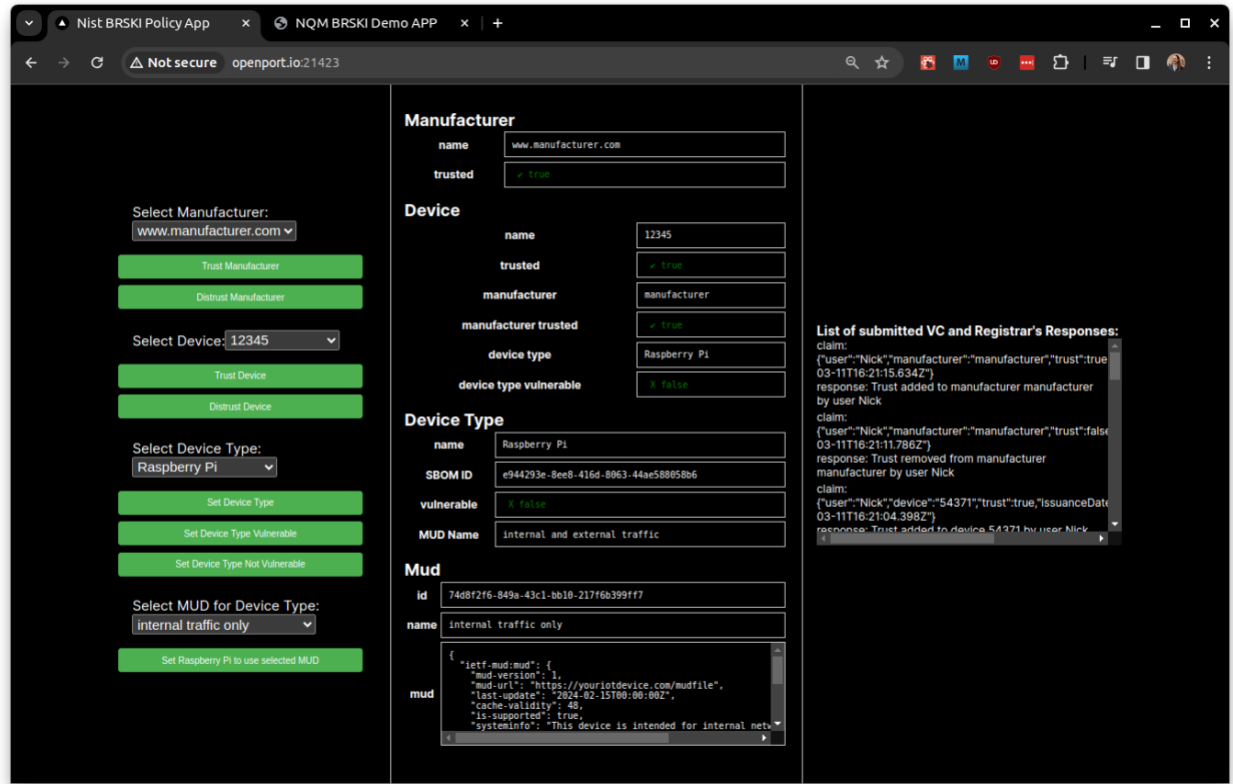 Nist BRSKI Policy App
NQM BRSKI Demo APP
Not secure openport.io:21423
Select Manufacturer:
www.manufacturer.com
Trust Manufacturer
Distrust Manufacturer
Select Device: 12345
Trust Device
Distrust Device
Select Device Type:
Raspberry Pi
Set Device Type
Set Device Type Vulnerable
Set Device Type Not Vulnerable
Select MUD for Device Type:
internal traffic only
Set Raspberry Pi to use selected MUD
Manufacturer
name www.manufacturer.com
trusted ✔ true
Device
name 12345
trusted ✔ true
manufacturer manufacturer
manufacturer trusted ✔ true
device type Raspberry Pi
device type vulnerable X false
Device Type
name Raspberry Pi
SBOM ID e944293e-8ee8-416d-8063-44ae588058b6
vulnerable X false
MUD Name internal and external traffic
Mud
id 74d8f2f6-849a-43c1-bb10-217f6b399ff7
name internal traffic only
mud
{
"ietf-mud:mud": {
"mud-version": 1,
"mud-url": "https://youriotdevice.com/mudfile",
"last-update": "2024-02-15T00:00:00Z",
"cache-validity": 48,
"is-supported": true,
"systeminfo": "This device is intended for internal netw
List of submitted VC and Registrar's Responses:
claim:
{"user":"Nick","manufacturer":"manufacturer","trust":true
03-11T16:21:15.634Z"}
response: Trust added to manufacturer manufacturer
by user Nick
claim:
{"user":"Nick","manufacturer":"manufacturer","trust":false
03-11T16:21:11.786Z"}
response: Trust removed from manufacturer
manufacturer by user Nick
claim:
{"user":"Nick","device":"54371","trust":true,"issuanceDate
03-11T16:21:04.398Z"}
response: Trust added to device 54371 by user Nick